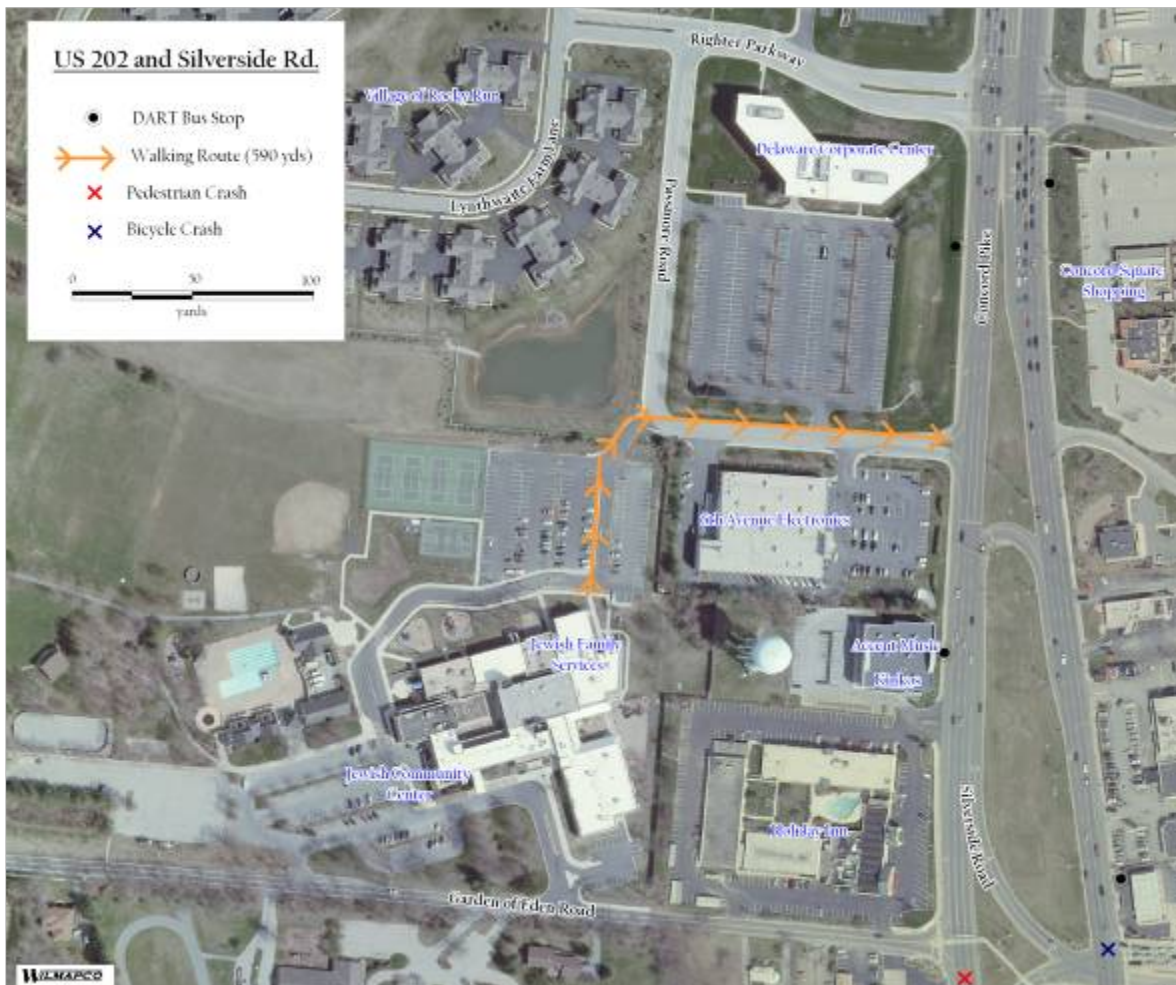 US 202 and Silverside Rd.
DART Bus Stop
Walking Route (590 yds)
Pedestrian Crash
Bicycle Crash
0 50 100
yards
Righter Parkway
Village of Rocky Run
Delaware Corporate Center
Lynthwaite Farm Lane
Passmore Road
Concord Pike
Concord Square
Shopping
6th Avenue Electronics
Jewish Family
Services
Accent Music
Kinkos
Jewish Community
Center
Holiday Inn
Silverside Road
Garden of Eden Road
WILMAPCO